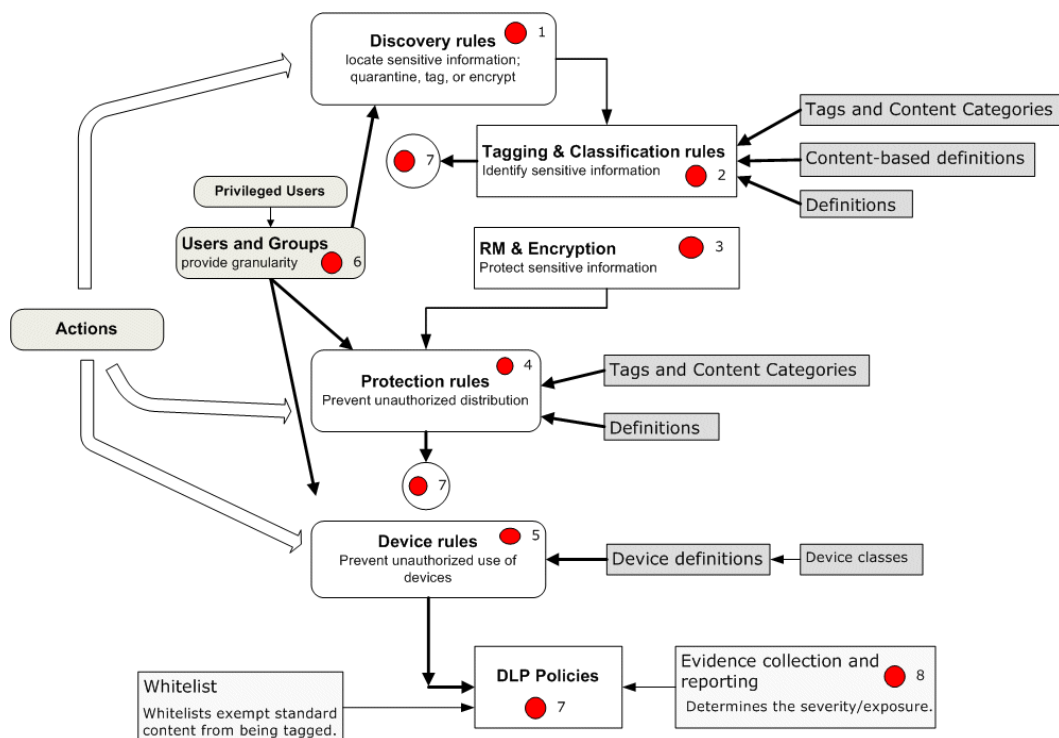 Discovery rules
1
locate sensitive information;
quarantine, tag, or encrypt
Tags and Content Categories
7
Tagging & Classification rules
Identify sensitive information
2
Content-based definitions
Definitions
Privileged Users
Users and Groups
provide granularity
6
RM & Encryption
3
Protect sensitive information
Actions
4
Protection rules
Prevent unauthorized distribution
Tags and Content Categories
Definitions
7
Device rules
5
Prevent unauthorized use of
devices
Device definitions
Device classes
DLP Policies
7
Evidence collection and
reporting
8
Determines the severity/exposure.
Whitelist
Whitelists exempt standard
content from being tagged.